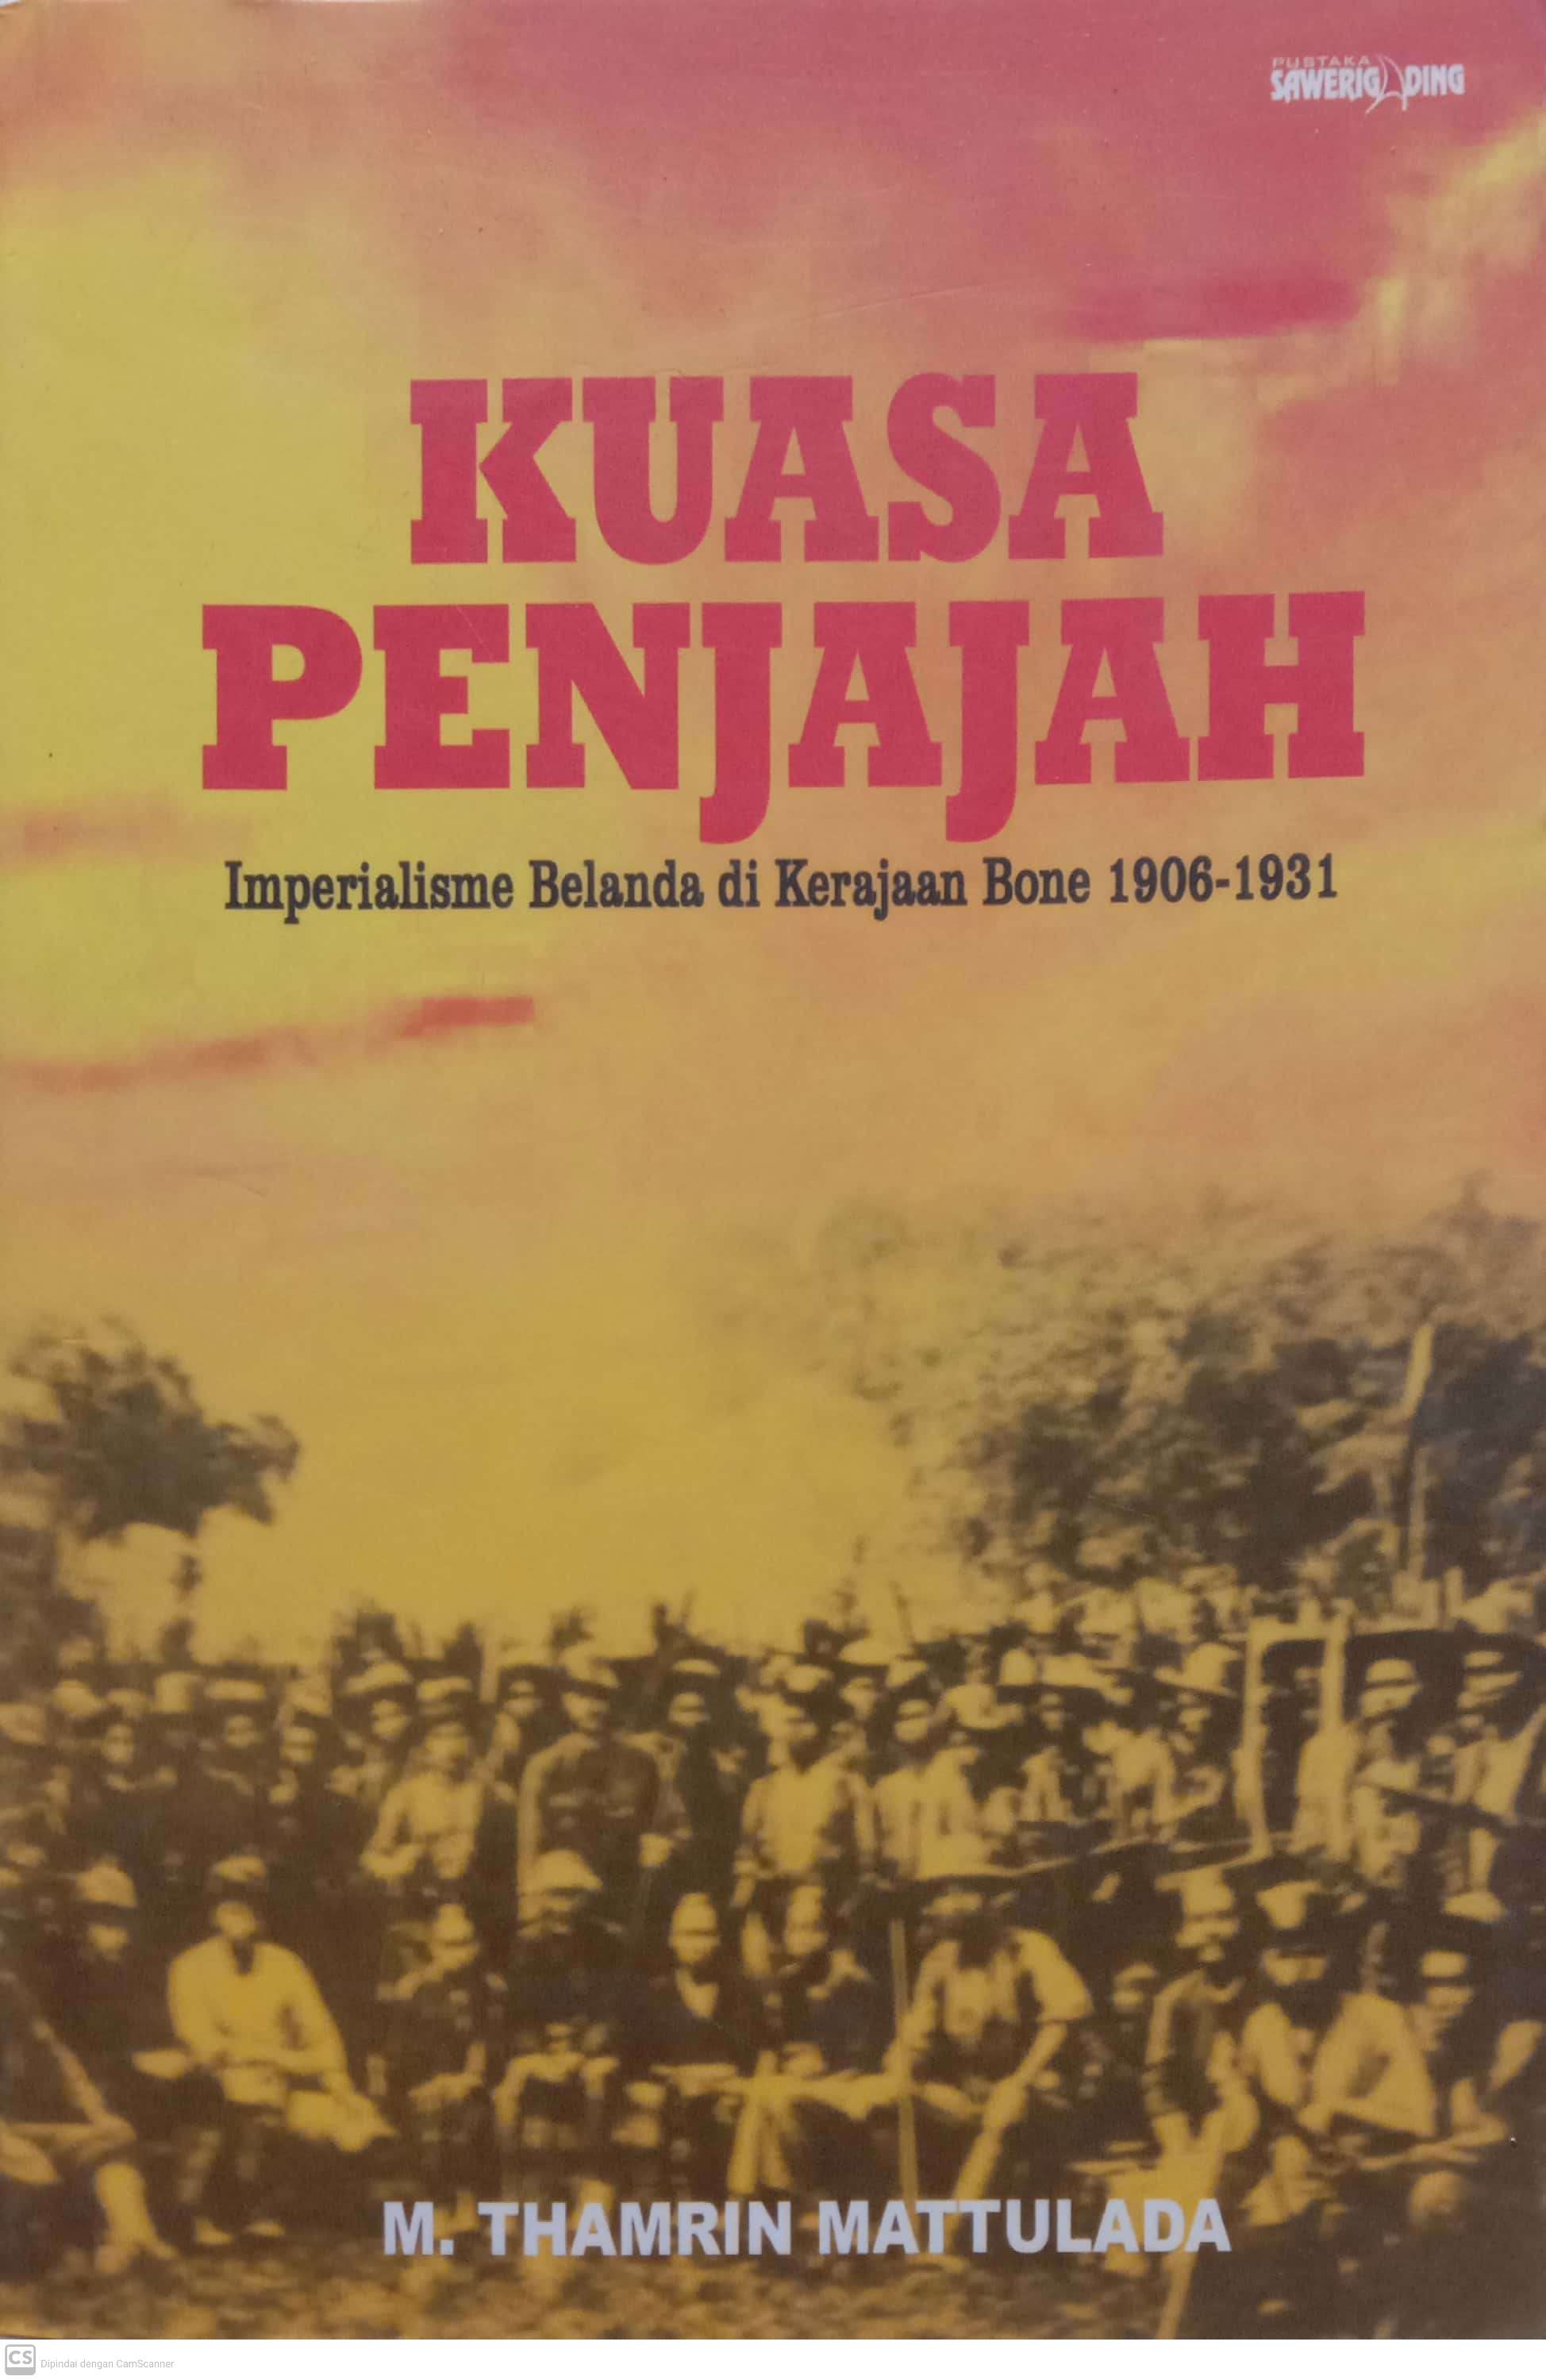 PUSTAKA
SAWERIGADING
KUASA
PENJAJAH
Imperialisme Belanda di Kerajaan Bone 1906-1931
M. THAMRIN MATTULADA
CS Dipindai dengan CamScanner